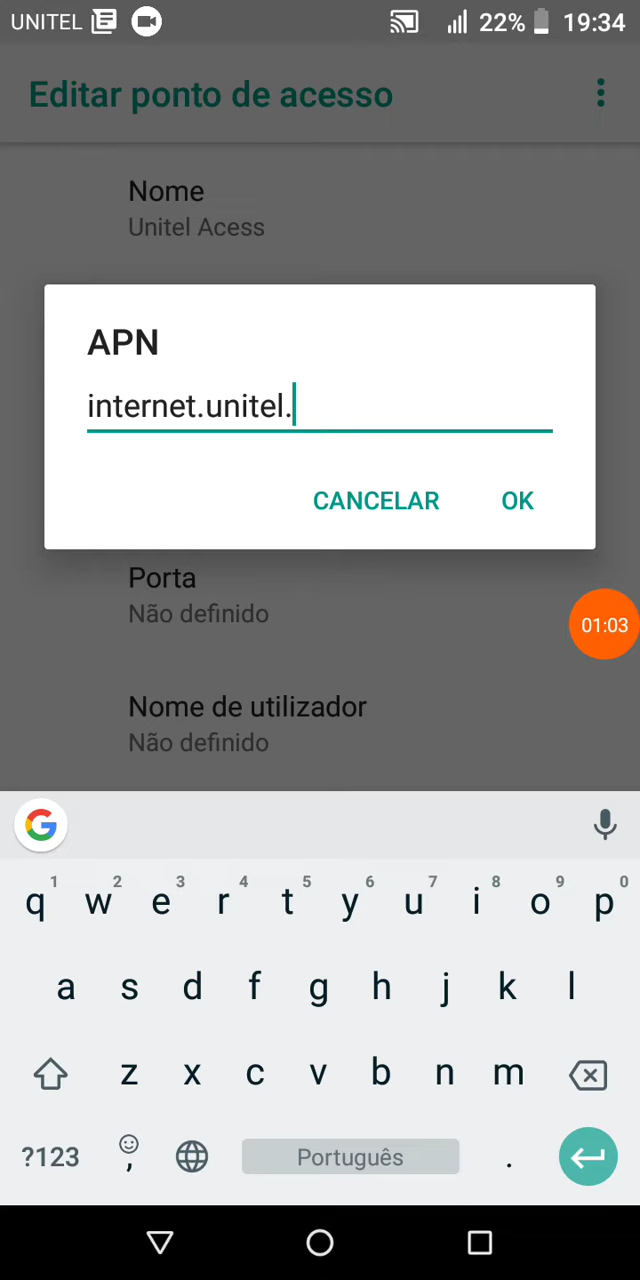 UNITEL 22% 19:34
Editar ponto de acesso
Nome
Unitel Acess
APN
internet.unitel.
CANCELAR OK
Porta
Não definido
01:03
Nome de utilizador
Não definido
G
1 2 3 4 5 6 7 8 9 0
q w e r t y u i o p
a s d f g h j k l
z x c v b n m
?123 , Português .